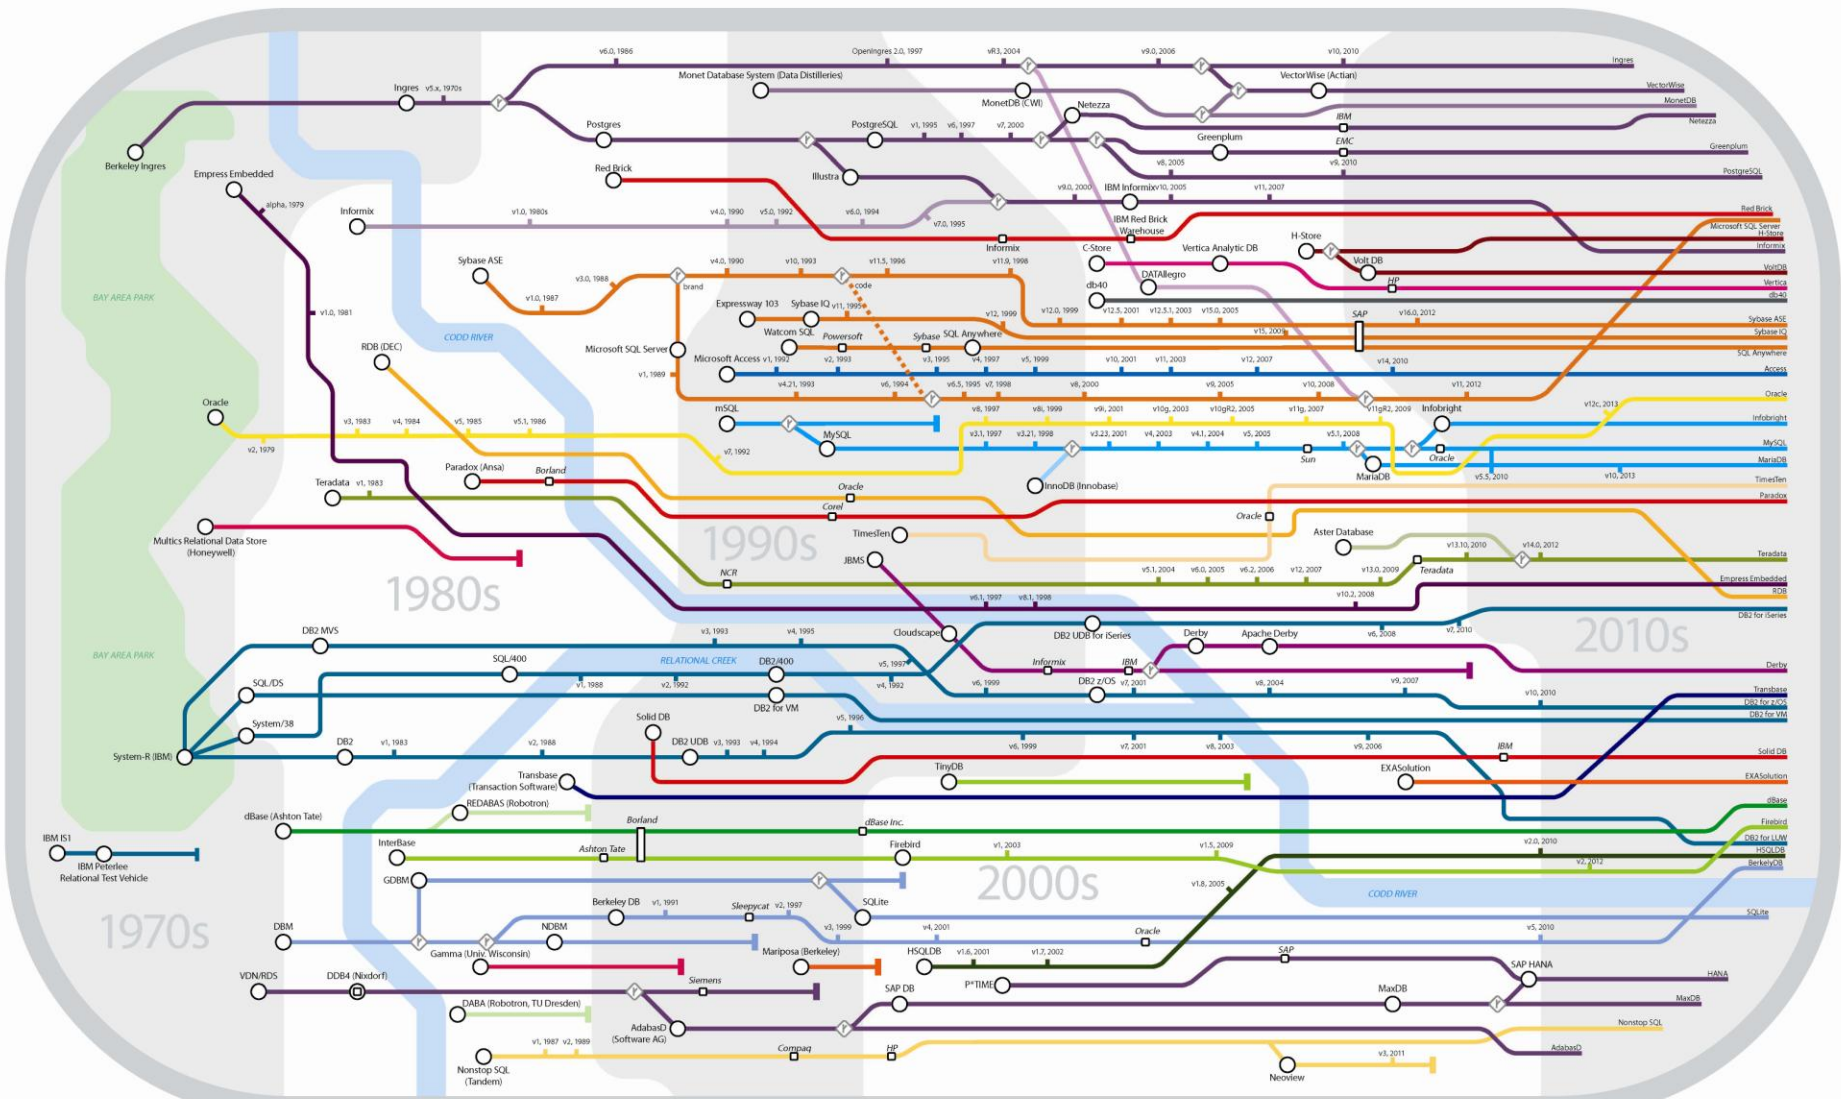 v6.0, 1986
OpenIngres 2.0, 1997
vR3, 2004
v9.0, 2006
v10, 2010
Ingres
Monet Database System (Data Distilleries)
VectorWise (Actian)
Ingres
v5.x, 1970s
MonetDB (CWI)
Netezza
VectorWise
MonetDB
IBM
Netezza
Postgres
PostgreSQL
v1, 1995
v6, 1997
v7, 2000
Greenplum
EMC
Greenplum
Berkeley Ingres
Red Brick
Illustra
v8, 2005
v9, 2010
PostgreSQL
Empress Embedded
alpha, 1979
v9.0, 2000
IBM Informix
v10, 2005
v11, 2007
Informix
v1.0, 1980s
v4.0, 1990
v5.0, 1992
v6.0, 1994
v7.0, 1995
IBM Red Brick
Warehouse
Red Brick
Microsoft SQL Server
H-Store
Informix
Informix
C-Store
Vertica Analytic DB
H-Store
Volt DB
VoltDB
Sybase ASE
v3.0, 1988
v4.0, 1990
v10, 1993
v11.5, 1996
v11.9, 1998
DATAllegro
HP
Vertica
brand
code
db40
db40
BAY AREA PARK
v1.0, 1987
v1.0, 1981
Expressway 103
Sybase IQ
v11, 1995
v12, 1999
v12.0, 1999
v12.5, 2001
v12.5.1, 2003
v15.0, 2005
SAP
v16.0, 2012
Sybase ASE
CODD RIVER
Watcom SQL
Powersoft
Sybase
SQL Anywhere
v15, 2009
Sybase IQ
RDB (DEC)
Microsoft SQL Server
SQL Anywhere
Microsoft Access
v1, 1992
v2, 1993
v3, 1995
v4, 1997
v5, 1999
v10, 2001
v11, 2003
v12, 2007
v14, 2010
Access
v1, 1989
v4.21, 1993
v6, 1994
v6.5, 1995
v7, 1998
v8, 2000
v9, 2005
v10, 2008
v11, 2012
Oracle
Oracle
mSQL
v8, 1997
v8i, 1999
v9i, 2001
v10g, 2003
v10gR2, 2005
v11g, 2007
v11gR2, 2009
Infobright
v12c, 2013
Infobright
v3, 1983
v4, 1984
v5, 1985
v5.1, 1986
v2, 1979
MySQL
v3.1, 1997
v3.21, 1998
v3.23, 2001
v4, 2003
v4.1, 2004
v5, 2005
v5.1, 2008
MySQL
v7, 1992
Sun
Oracle
MariaDB
MariaDB
Paradox (Ansa)
Borland
InnoDB (Innobase)
v5.5, 2010
v10, 2013
Teradata
v1, 1983
Oracle
TimesTen
Corel
Oracle
Paradox
Multics Relational Data Store
(Honeywell)
1990s
TimesTen
Aster Database
v13.10, 2010
v14.0, 2012
JBMS
Teradata
Teradata
1980s
NCR
v5.1, 2004
v6.0, 2005
v6.2, 2006
v12, 2007
v13.0, 2009
Empress Embedded
v6.1, 1997
v8.1, 1998
v10.2, 2008
RDB
DB2 for iSeries
DB2 MVS
v3, 1993
v4, 1995
Cloudscape
DB2 UDB for iSeries
Derby
Apache Derby
v6, 2008
v7, 2010
2010s
BAY AREA PARK
SQL/400
RELATIONAL CREEK
DB2/400
v5, 1997
Informix
IBM
Derby
SQL/DS
v1, 1988
v2, 1992
v4, 1992
v6, 1999
DB2 z/OS
v7, 2001
v8, 2004
v9, 2007
v10, 2010
Transbase
DB2 for z/OS
DB2 for VM
DB2 for VM
System/38
Solid DB
v5, 1996
System-R (IBM)
DB2
v1, 1983
v2, 1988
DB2 UDB
v3, 1993
v4, 1994
v6, 1999
v7, 2001
v8, 2003
v9, 2006
IBM
Solid DB
Transbase
(Transaction Software)
TinyDB
EXASolution
EXASolution
REDABAS (Robotron)
dBase (Ashton Tate)
Borland
dBase Inc.
dBase
Firebird
IBM IS1
InterBase
Ashton Tate
Firebird
v1, 2003
v1.5, 2009
v2.0, 2010
DB2 for LUW
HSQLDB
IBM Peterlee
Relational Test Vehicle
GDBM
2000s
v2, 2012
BerkelyDB
v1.8, 2005
CODD RIVER
Berkeley DB
v1, 1991
Sleepycat
v2, 1997
SQLite
SQLite
1970s
DBM
NDBM
v3, 1999
v4, 2001
Oracle
v5, 2010
Gamma (Univ. Wisconsin)
Mariposa (Berkeley)
HSQLDB
v1.6, 2001
v1.7, 2002
SAP
SAP HANA
VDN/RDS
DDB4 (Nixdorf)
Siemens
P*TIME
HANA
DABA (Robotron, TU Dresden)
SAP DB
MaxDB
MaxDB
AdabasD
(Software AG)
Nonstop SQL
v1, 1987
v2, 1989
Compaq
HP
AdabasD
v3, 2011
Nonstop SQL
(Tandem)
Neoview